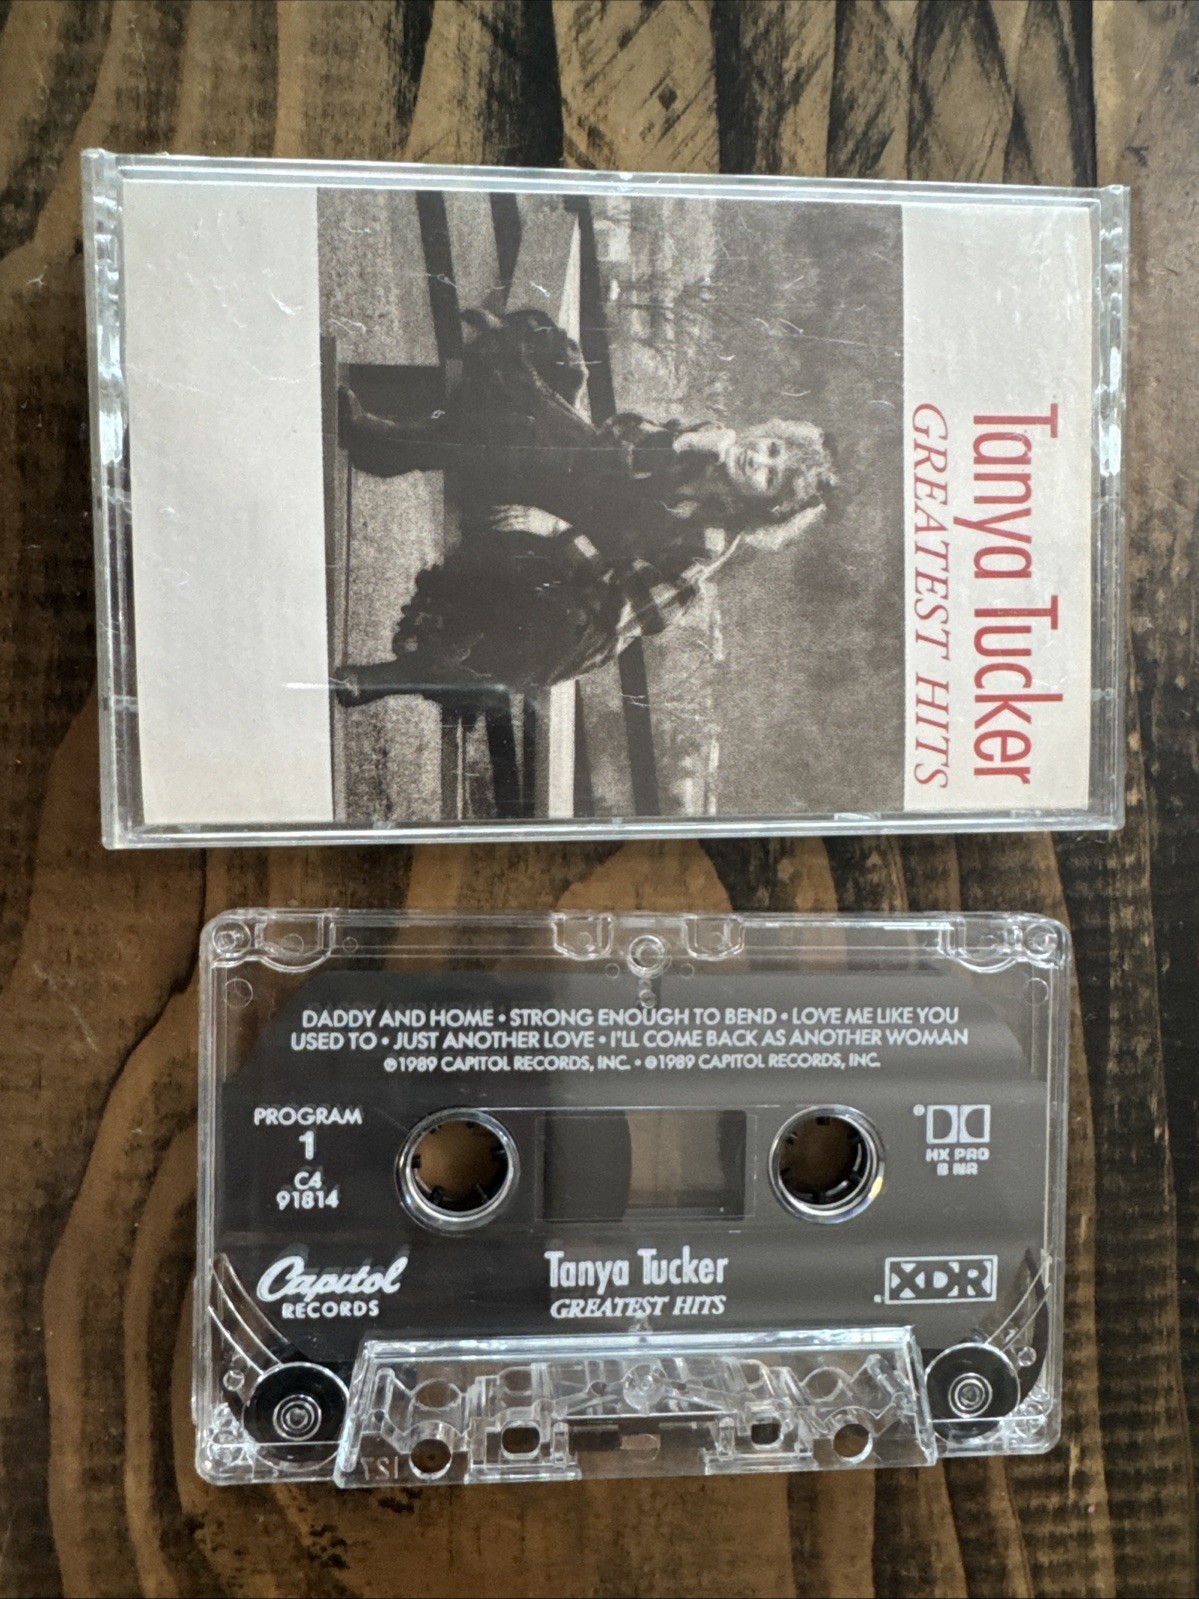 Tanya Tucker
GREATEST HITS
DADDY AND HOME • STRONG ENOUGH TO BEND • LOVE ME LIKE YOU
USED TO • JUST ANOTHER LOVE • I'LL COME BACK AS ANOTHER WOMAN
℗1989 CAPITOL RECORDS, INC. • ©1989 CAPITOL RECORDS, INC.
PROGRAM
1
C4
91814
HX PRO
B NR
Capitol
RECORDS
Tanya Tucker
GREATEST HITS
XDR